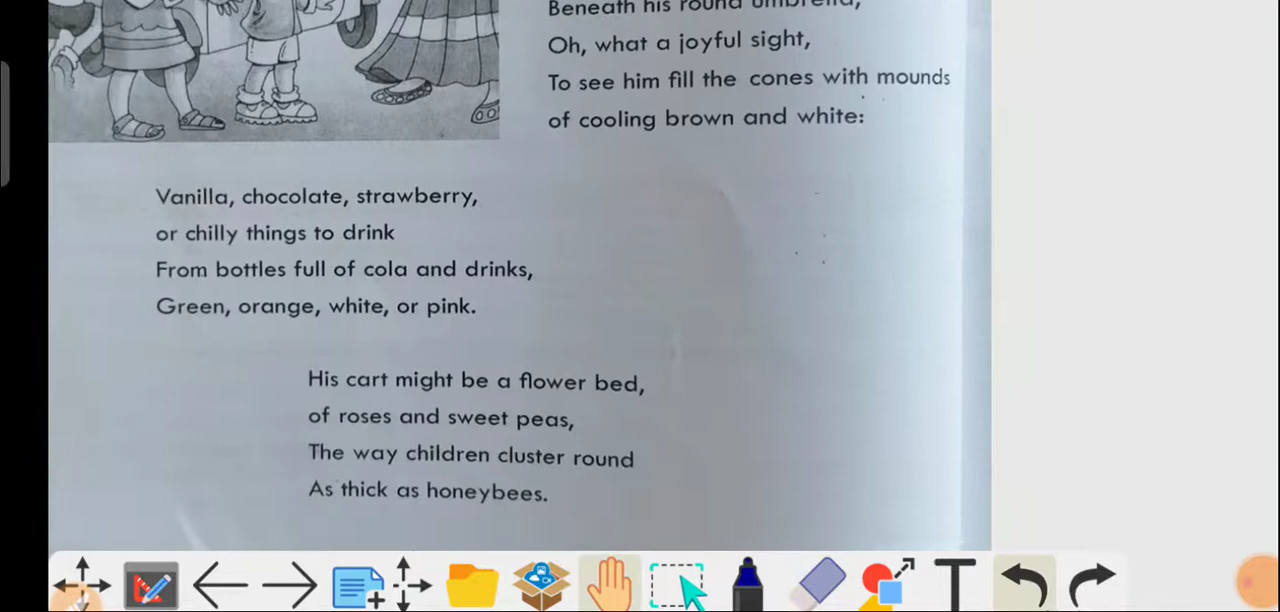 Beneath his round umbrella,
Oh, what a joyful sight,
To see him fill the cones with mounds
of cooling brown and white:
Vanilla, chocolate, strawberry,
or chilly things to drink
From bottles full of cola and drinks,
Green, orange, white, or pink.
His cart might be a flower bed,
of roses and sweet peas,
The way children cluster round
As thick as honeybees.